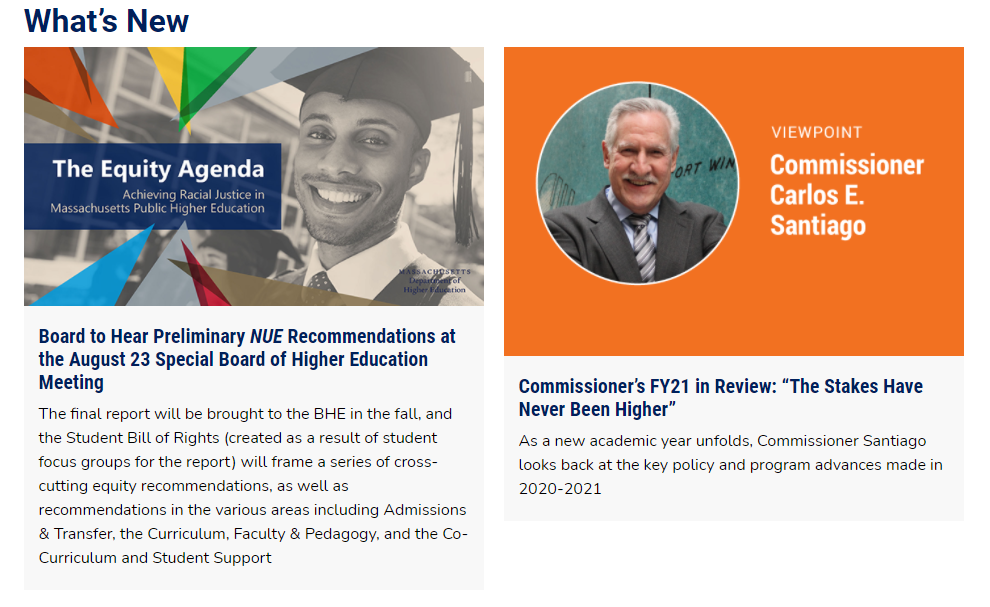 What's New
The Equity Agenda
Achieving Racial Justice in
Massachusetts Public Higher Education
MASSACHUSETTS
Department of
Higher Education
Board to Hear Preliminary NUE Recommendations at
the August 23 Special Board of Higher Education
Meeting
The final report will be brought to the BHE in the fall, and
the Student Bill of Rights (created as a result of student
focus groups for the report) will frame a series of cross-
cutting equity recommendations, as well as
recommendations in the various areas including Admissions
& Transfer, the Curriculum, Faculty & Pedagogy, and the Co-
Curriculum and Student Support
ORT WIN
VIEWPOINT
Commissioner
Carlos E.
Santiago
Commissioner’s FY21 in Review: “The Stakes Have
Never Been Higher”
As a new academic year unfolds, Commissioner Santiago
looks back at the key policy and program advances made in
2020-2021